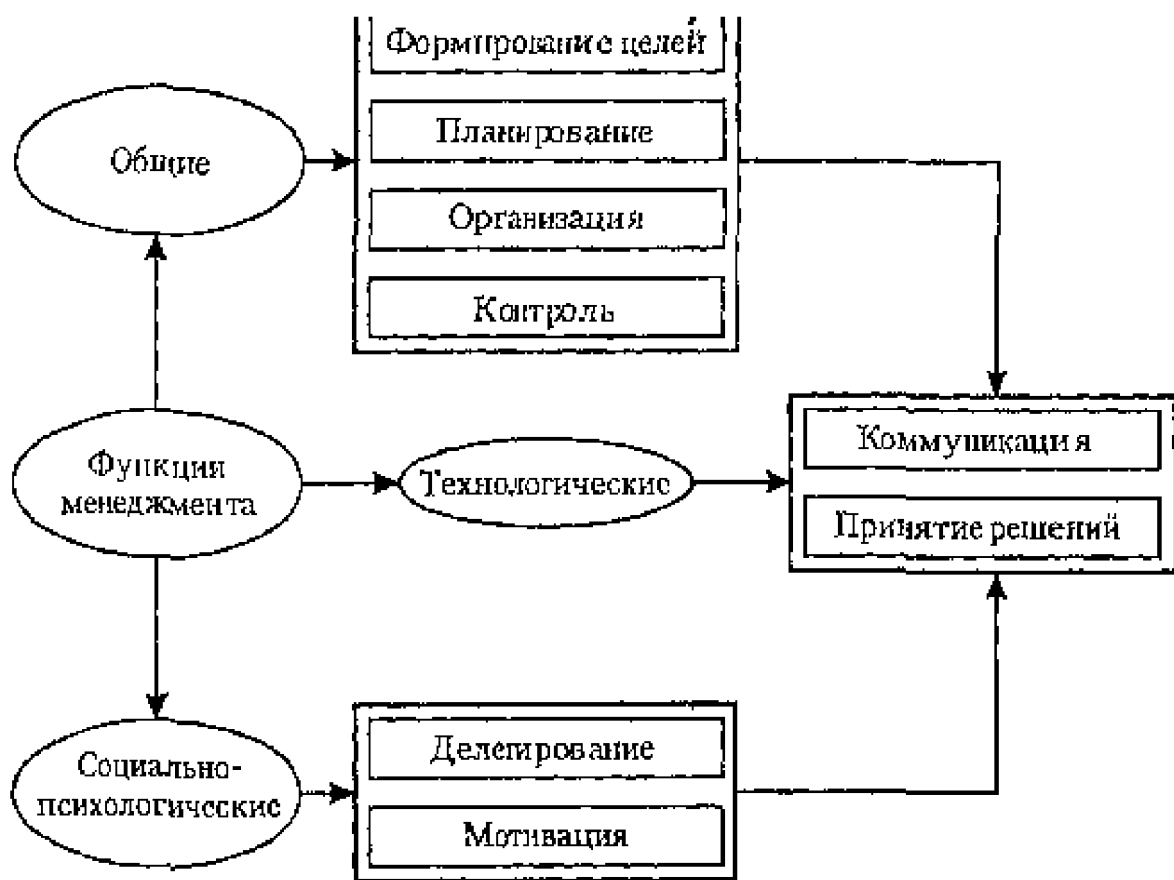 Формирование целей
Планирование
Общие
Организация
Контроль
Функции
менеджмента
Технологические
Коммуникация
Принятие решений
Социально-
психологические
Делегирование
Мотивация